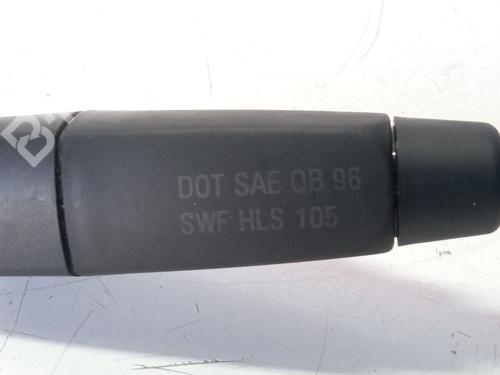 DOT SAE QB 96
SWF HLS 105